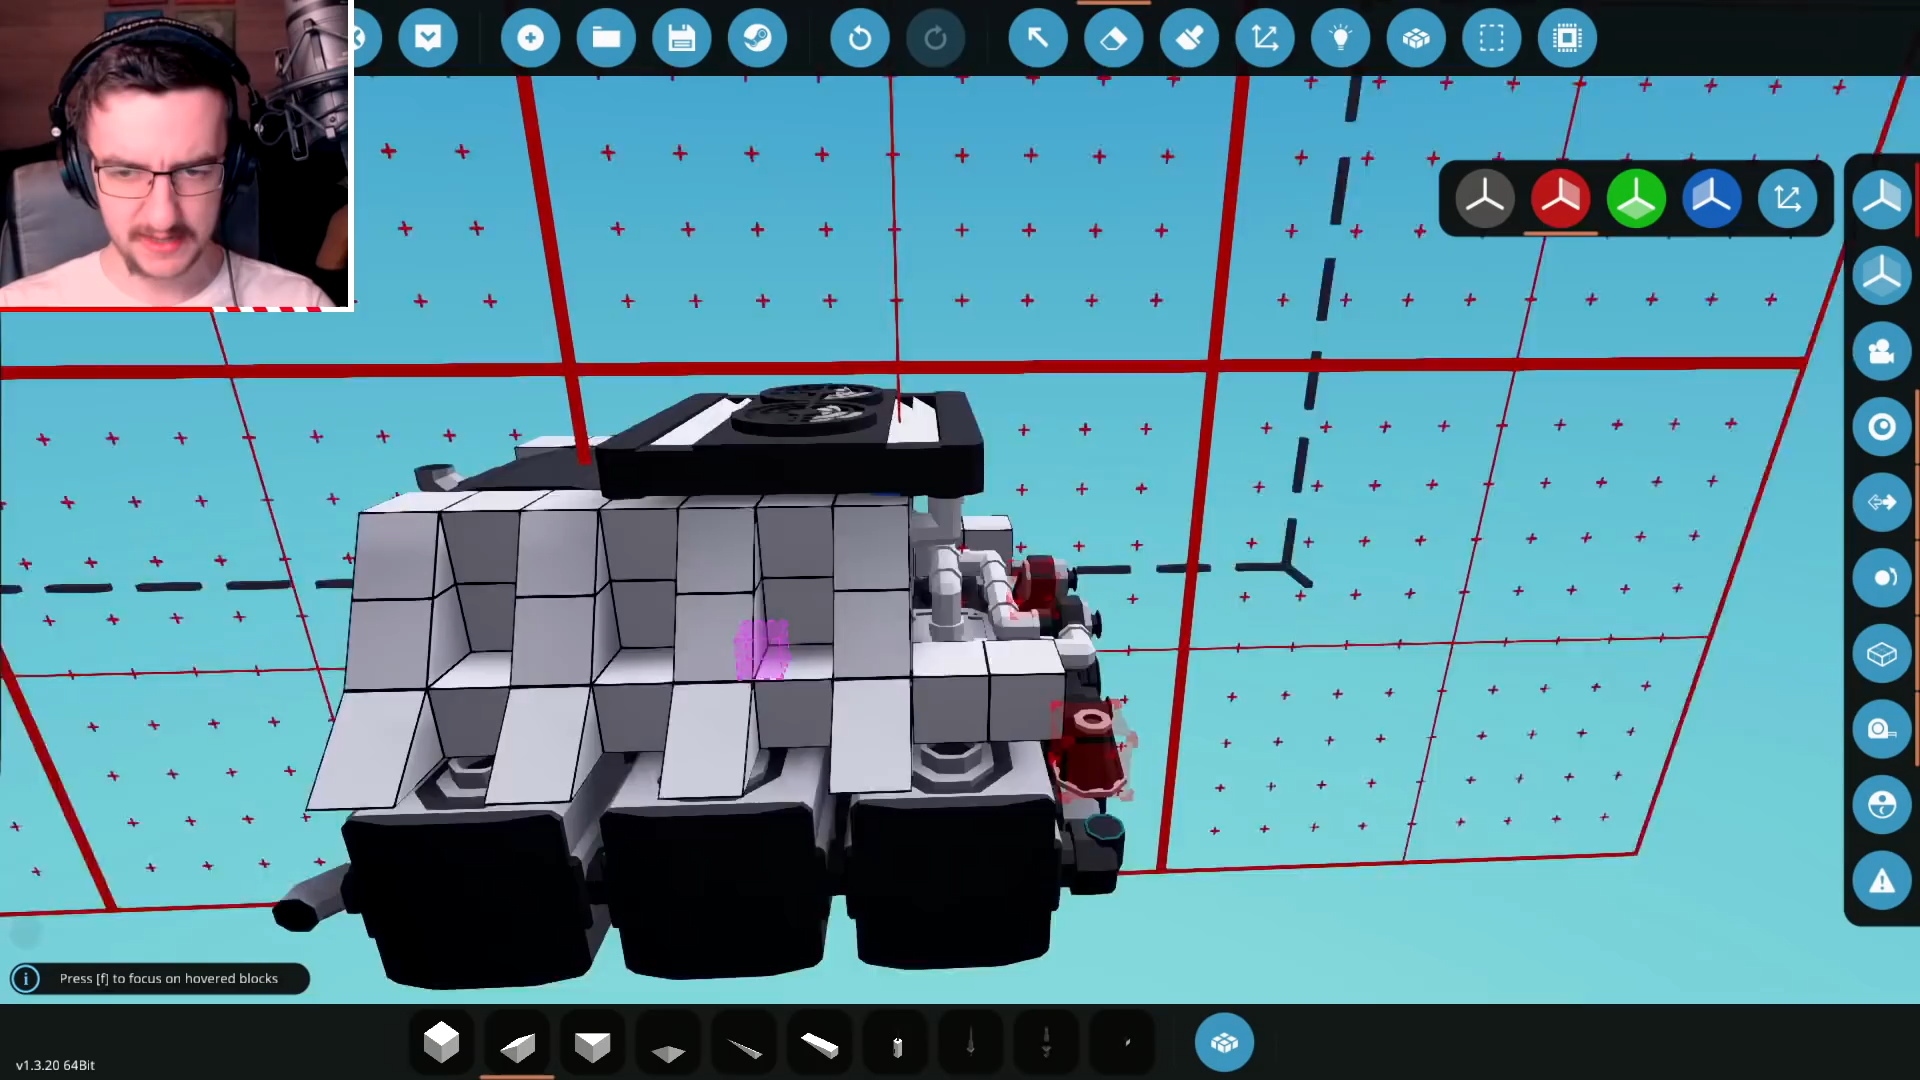 Press [f] to focus on hovered blocks
v1.3.20 64Bit